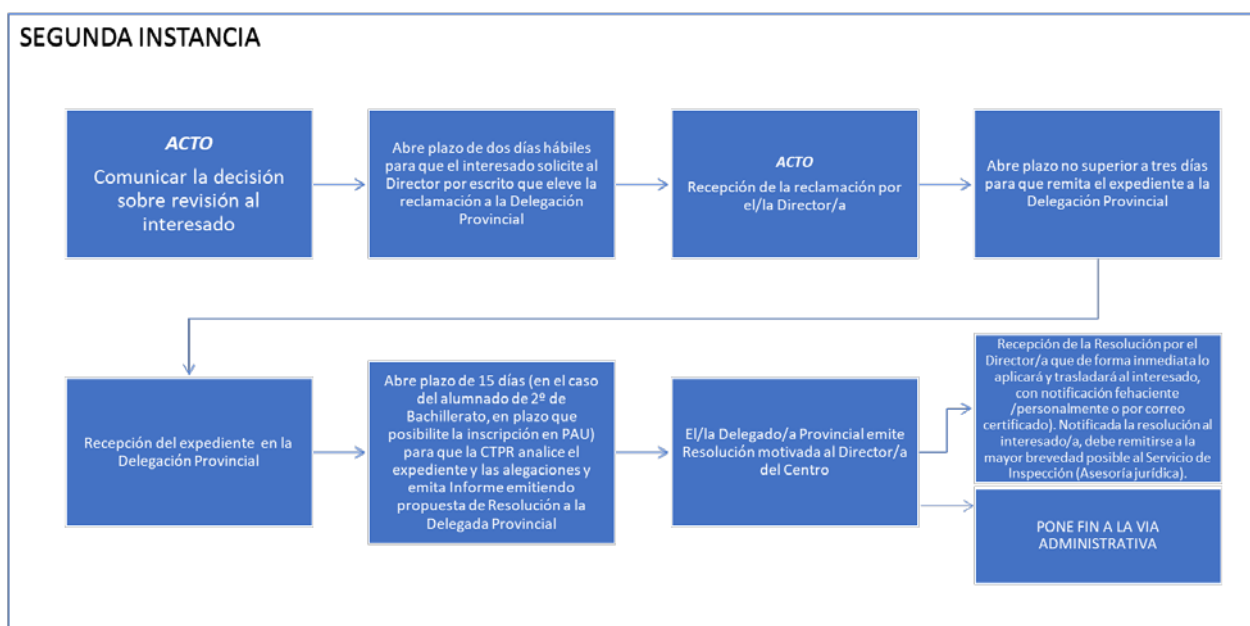 SEGUNDA INSTANCIA
ACTO
Comunicar la decisión
sobre revisión al
interesado
Abre plazo de dos días hábiles
para que el interesado solicite al
Director por escrito que eleve la
reclamación a la Delegación
Provincial
ACTO
Recepción de la reclamación por
el/la Director/a
Abre plazo no superior a tres días
para que remita el expediente a la
Delegación Provincial
Recepción del expediente en la
Delegación Provincial
Abre plazo de 15 días (en el caso
del alumnado de 2º de
Bachillerato, en plazo que
posibilite la inscripción en PAU)
para que la CTPR analice el
expediente y las alegaciones y
emita Informe emitiendo
propuesta de Resolución a la
Delegada Provincial
El/la Delegado/a Provincial emite
Resolución motivada al Director/a
del Centro
Recepción de la Resolución por el
Director/a que de forma inmediata lo
aplicará y trasladará al interesado,
con notificación fehaciente
/personalmente o por correo
certificado). Notificada la resolución al
interesado/a, debe remitirse a la
mayor brevedad posible al Servicio de
Inspección (Asesoría jurídica).
PONE FIN A LA VIA
ADMINISTRATIVA